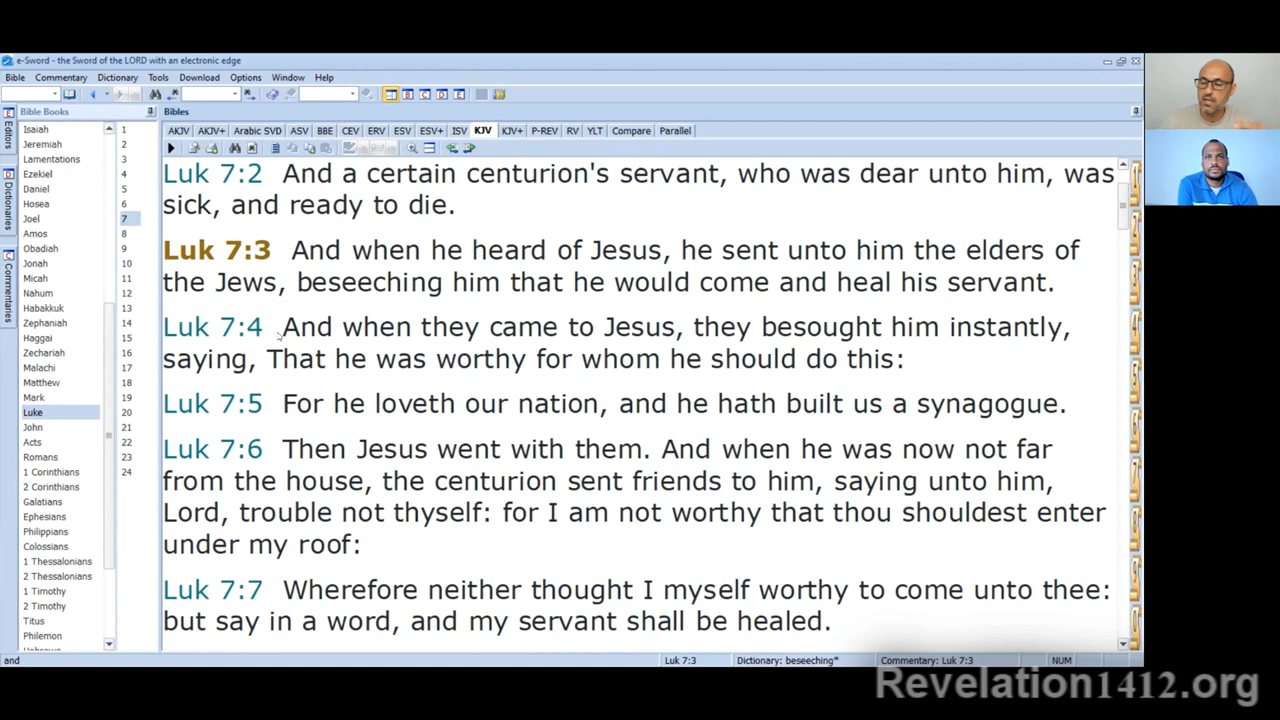 e-Sword - the Sword of the LORD with an electronic edge
Bible Commentary Dictionary Tools Download Options Window Help
B C D E
Bible Books
Bibles
Editors
Dictionaries
Commentaries
AKJV AKJV+ Arabic SVD ASV BBE CEV ERV ESV ESV+ ISV KJV KJV+ P-REV RV YLT Compare Parallel
Isaiah
Jeremiah
Lamentations
Ezekiel
Daniel
Hosea
Joel
Amos
Obadiah
Jonah
Micah
Nahum
Habakkuk
Zephaniah
Haggai
Zechariah
Malachi
Matthew
Mark
Luke
John
Acts
Romans
1 Corinthians
2 Corinthians
Galatians
Ephesians
Philippians
Colossians
1 Thessalonians
2 Thessalonians
1 Timothy
2 Timothy
Titus
Philemon
Hebrews
1
2
3
4
5
6
7
8
9
10
11
12
13
14
15
16
17
18
19
20
21
22
23
24
Luk 7:2 And a certain centurion's servant, who was dear unto him, was
sick, and ready to die.
Luk 7:3 And when he heard of Jesus, he sent unto him the elders of
the Jews, beseeching him that he would come and heal his servant.
Luk 7:4 And when they came to Jesus, they besought him instantly,
saying, That he was worthy for whom he should do this:
Luk 7:5 For he loveth our nation, and he hath built us a synagogue.
Luk 7:6 Then Jesus went with them. And when he was now not far
from the house, the centurion sent friends to him, saying unto him,
Lord, trouble not thyself: for I am not worthy that thou shouldest enter
under my roof:
Luk 7:7 Wherefore neither thought I myself worthy to come unto thee:
but say in a word, and my servant shall be healed.
and
Luk 7:3
Dictionary: beseeching*
Commentary: Luk 7:3
NUM
Revelation1412.org